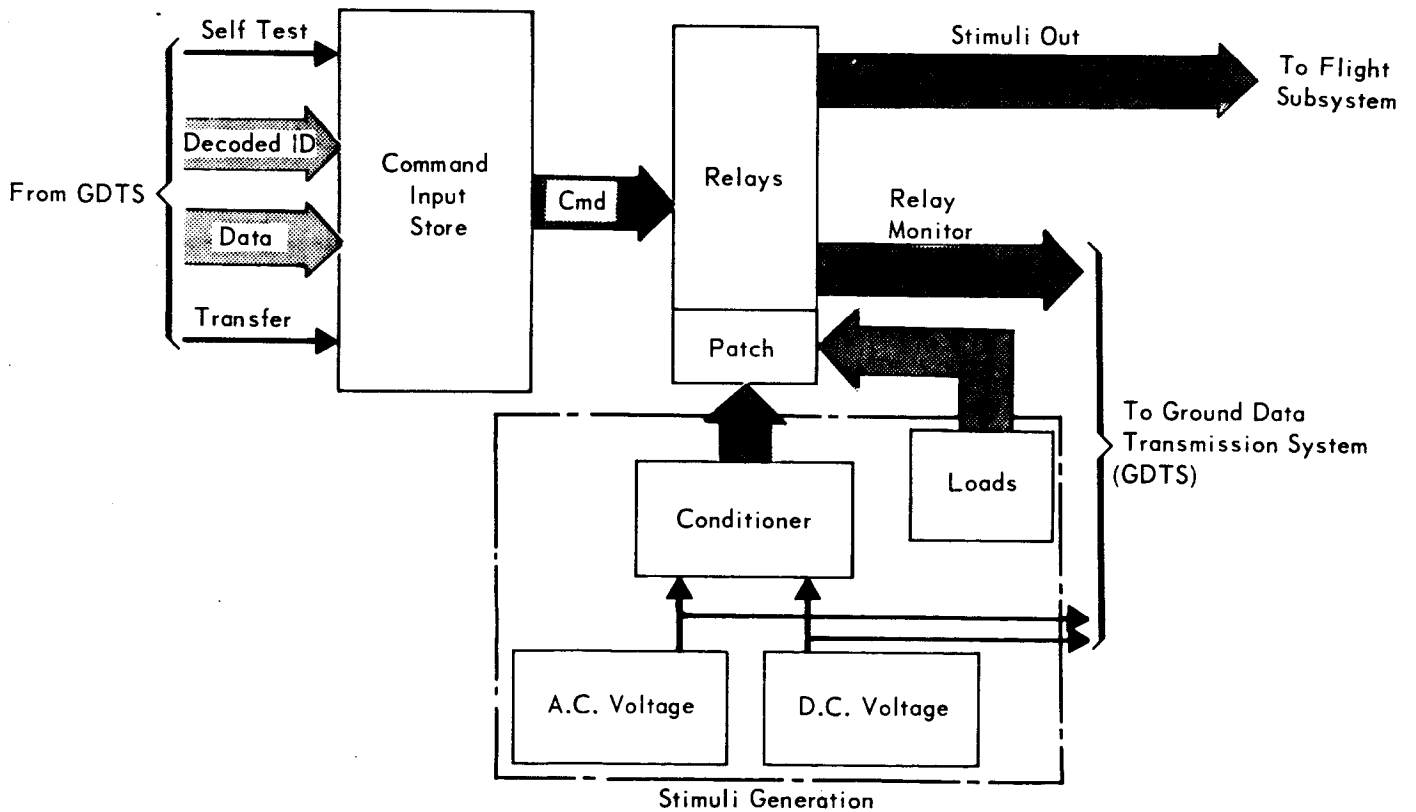 Self Test
Decoded ID
From GDTS
Data
Transfer
Command
Input
Store
Cmd
Relays
Patch
Stimuli Out
To Flight
Subsystem
Relay
Monitor
To Ground Data
Transmission System
(GDTS)
Loads
Conditioner
A.C. Voltage
D.C. Voltage
Stimuli Generation